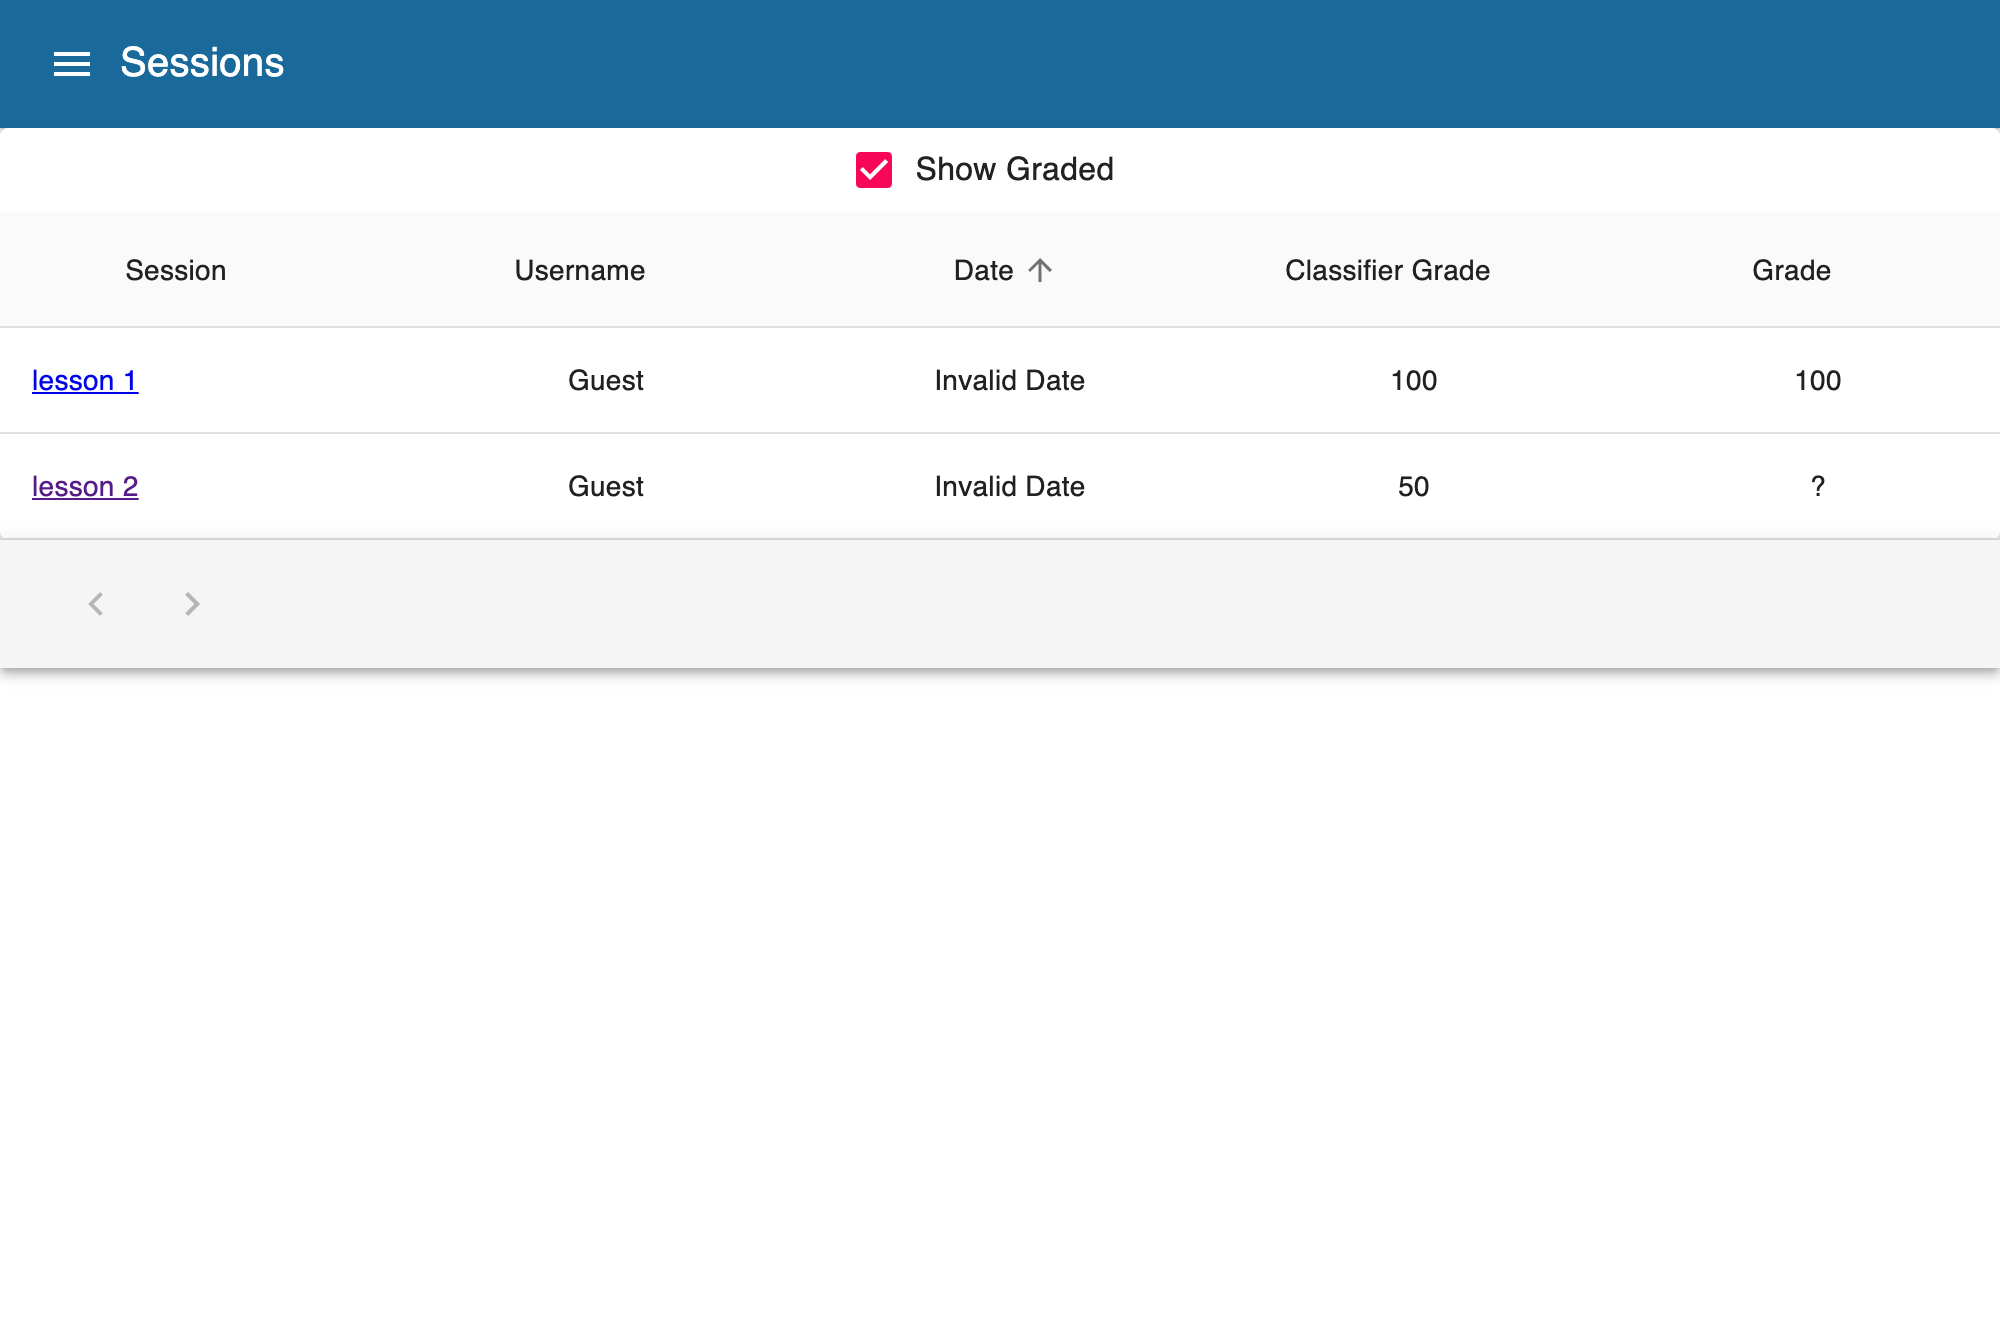 Sessions
Show Graded
Session Username Date Classifier Grade Grade
lesson 1 Guest Invalid Date 100 100
lesson 2 Guest Invalid Date 50 ?